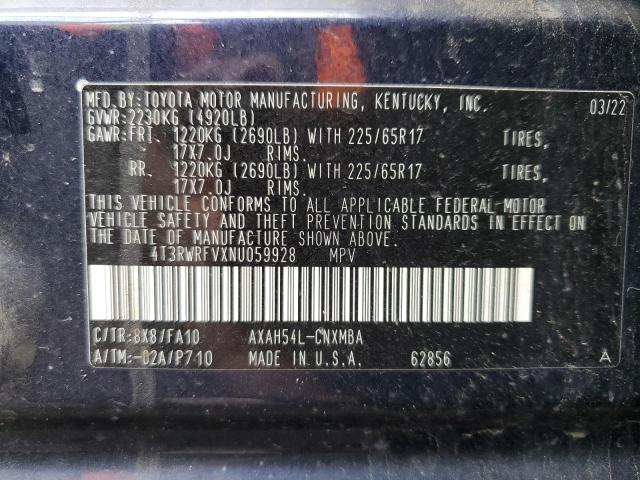 MFD.BY:TOYOTA MOTOR MANUFACTURING, KENTUCKY, INC. 03/22
GVWR:2230KG (4920LB)
GAWR:FRT. 1220KG (2690LB) WITH 225/65R17 TIRES,
17X7.0J RIMS.
RR. 1220KG (2690LB) WITH 225/65R17 TIRES,
17X7.0J RIMS.
THIS VEHICLE CONFORMS TO ALL APPLICABLE FEDERAL MOTOR
VEHICLE SAFETY AND THEFT PREVENTION STANDARDS IN EFFECT ON
THE DATE OF MANUFACTURE SHOWN ABOVE.
4T3RWRFVXNU059928 MPV
C/TR:8X8/FA10 AXAH54L-CNXMBA
A/TM:-02A/P710 MADE IN U.S.A. 62856 A